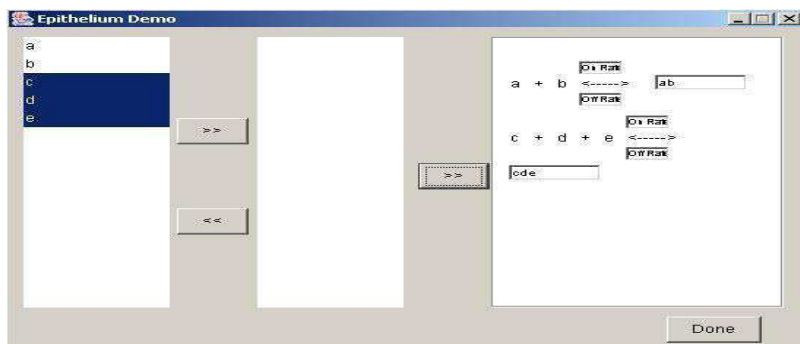 Epithelium Demo
a
b
c
d
e
>>
<<
>>
On Rate
a + b <-----> ab
Off Rate
On Rate
c + d + e <----->
Off Rate
cde
Done